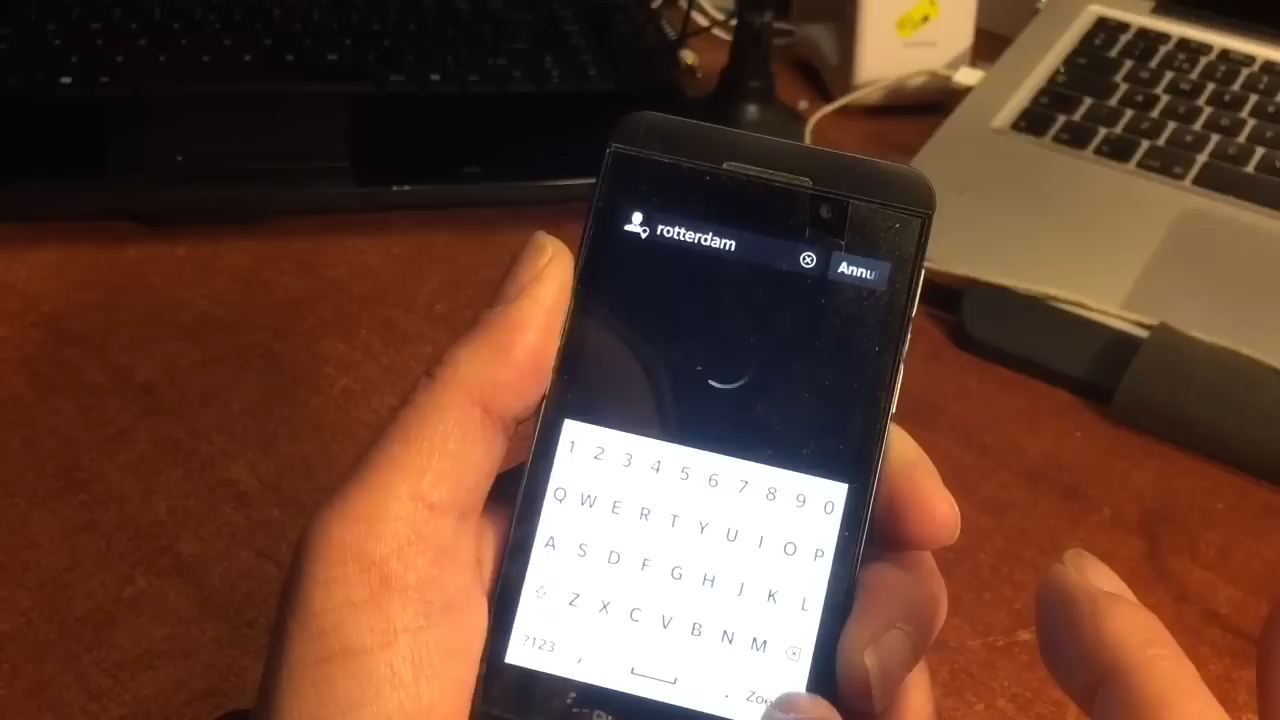 rotterdam
Annu
1 2 3 4 5 6 7 8 9 0
Q W E R T Y U I O P
A S D F G H J K L
Z X C V B N M
?123 , . Zoe